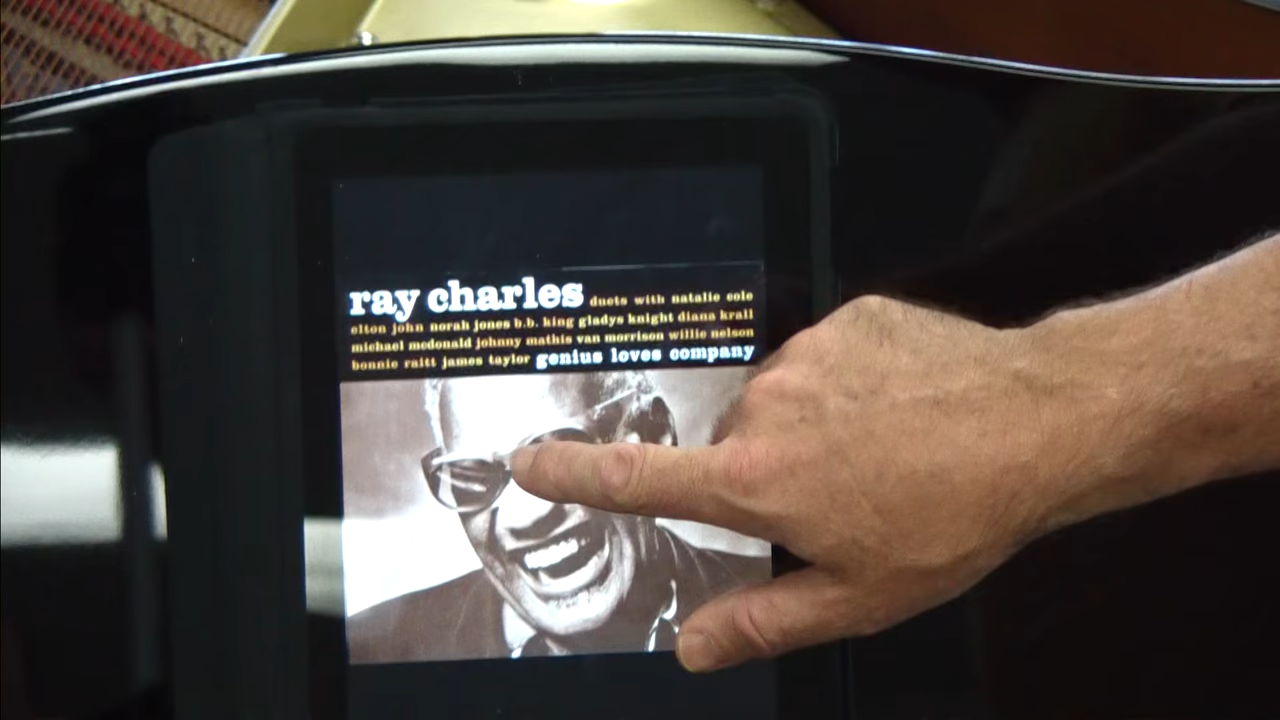 ray charles duets with natalie cole
elton john norah jones b.b. king gladys knight diana krall
michael mcdonald johnny mathis van morrison willie nelson
bonnie raitt james taylor genius loves company